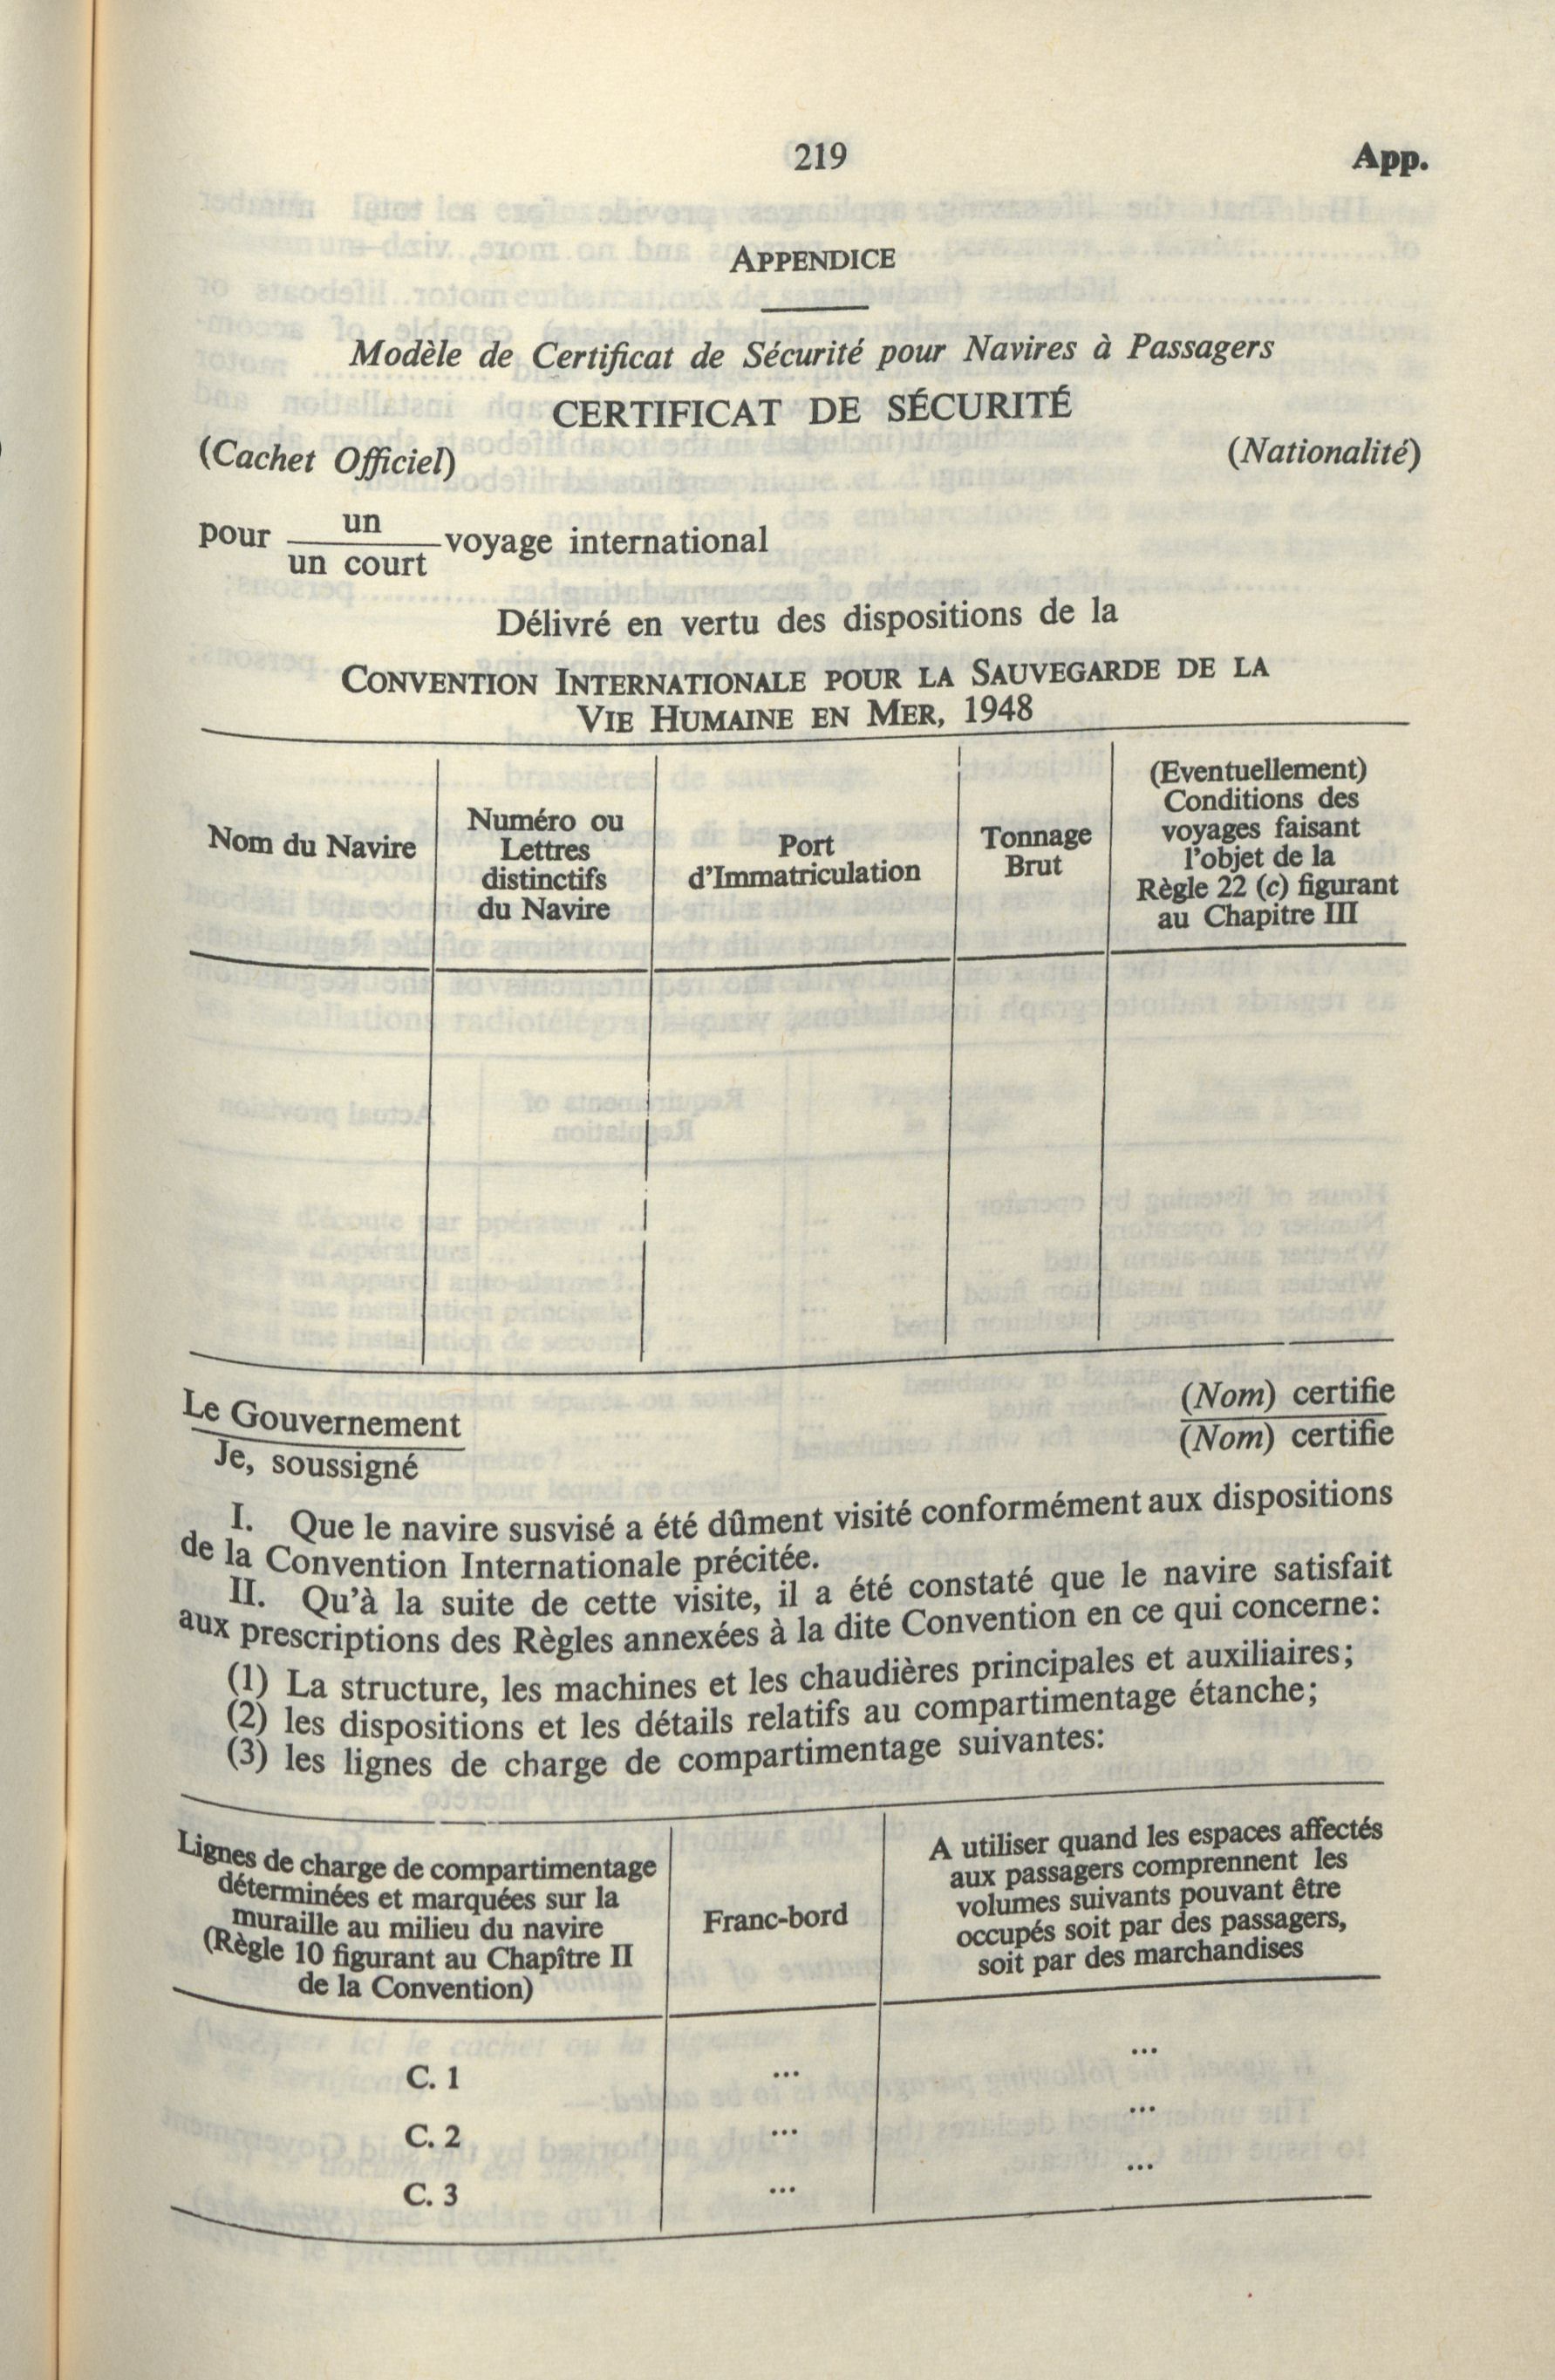 219
App.
APPENDICE
Modèle de Certificat de Sécurité pour Navires à Passagers
CERTIFICAT DE SÉCURITÉ
(Cachet Officiel)
(Nationalité)
pour un / un court voyage international
Délivré en vertu des dispositions de la
CONVENTION INTERNATIONALE POUR LA SAUVEGARDE DE LA
VIE HUMAINE EN MER, 1948
Nom du Navire
Numéro ou
Lettres
distinctifs
du Navire
Port
d'Immatriculation
Tonnage
Brut
(Eventuellement)
Conditions des
voyages faisant
l'objet de la
Règle 22 (c) figurant
au Chapitre III
Le Gouvernement
(Nom) certifie
Je, soussigné
(Nom) certifie
I. Que le navire susvisé a été dûment visité conformément aux dispositions
de la Convention Internationale précitée.
II. Qu'à la suite de cette visite, il a été constaté que le navire satisfait
aux prescriptions des Règles annexées à la dite Convention en ce qui concerne:
(1) La structure, les machines et les chaudières principales et auxiliaires;
(2) les dispositions et les détails relatifs au compartimentage étanche;
(3) les lignes de charge de compartimentage suivantes:
Lignes de charge de compartimentage
déterminées et marquées sur la
muraille au milieu du navire
(Règle 10 figurant au Chapître II
de la Convention)
Franc-bord
A utiliser quand les espaces affectés
aux passagers comprennent les
volumes suivants pouvant être
occupés soit par des passagers,
soit par des marchandises
C. 1 ... ...
C. 2 ... ...
C. 3 ... ...